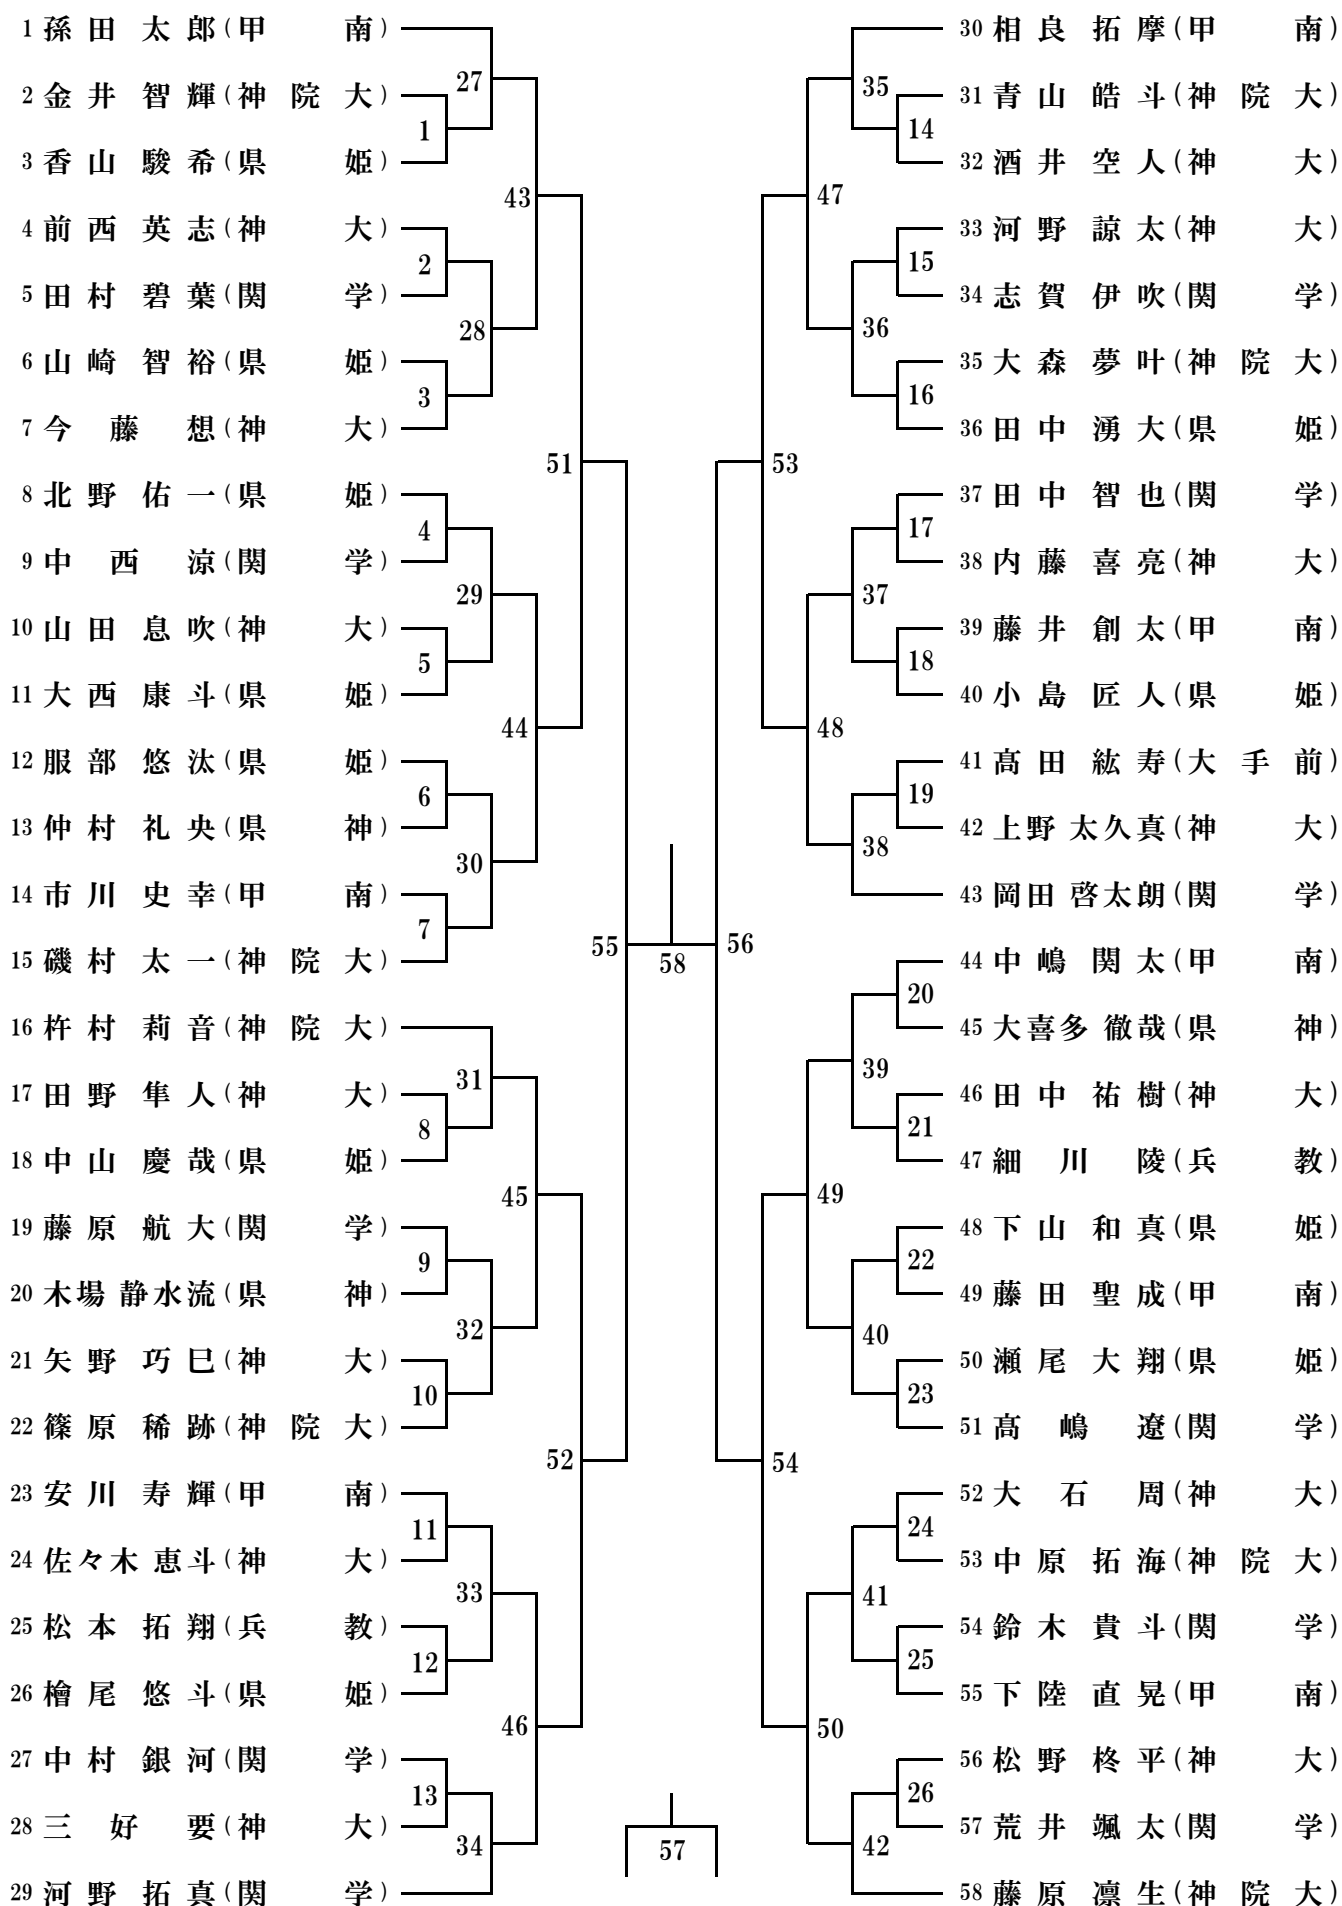 1 孫田 太郎(甲南)
2 金井 智輝(神院大)
3 香山 駿希(県姫)
4 前西 英志(神大)
5 田村 碧葉(関学)
6 山崎 智裕(県姫)
7 今藤 想(神大)
8 北野 佑一(県姫)
9 中西 涼(関学)
10 山田 息吹(神大)
11 大西 康斗(県姫)
12 服部 悠汰(県姫)
13 仲村 礼央(県神)
14 市川 史幸(甲南)
15 磯村 太一(神院大)
16 杵村 莉音(神院大)
17 田野 隼人(神大)
18 中山 慶哉(県姫)
19 藤原 航大(関学)
20 木場 静水流(県神)
21 矢野 巧巳(神大)
22 篠原 稀跡(神院大)
23 安川 寿輝(甲南)
24 佐々木 恵斗(神大)
25 松本 拓翔(兵教)
26 檜尾 悠斗(県姫)
27 中村 銀河(関学)
28 三好 要(神大)
29 河野 拓真(関学)
1
2
3
4
5
6
7
8
9
10
11
12
13
27
28
29
30
31
32
33
34
43
44
45
46
51
52
55
58
57
56
53
54
47
48
49
50
35
36
37
38
39
40
41
42
14
15
16
17
18
19
20
21
22
23
24
25
26
30 相良 拓摩(甲南)
31 青山 皓斗(神院大)
32 酒井 空人(神大)
33 河野 諒太(神大)
34 志賀 伊吹(関学)
35 大森 夢叶(神院大)
36 田中 湧大(県姫)
37 田中 智也(関学)
38 内藤 喜亮(神大)
39 藤井 創太(甲南)
40 小島 匠人(県姫)
41 髙田 紘寿(大手前)
42 上野 太久真(神大)
43 岡田 啓太朗(関学)
44 中嶋 関太(甲南)
45 大喜多 徹哉(県神)
46 田中 祐樹(神大)
47 細川 陵(兵教)
48 下山 和真(県姫)
49 藤田 聖成(甲南)
50 瀬尾 大翔(県姫)
51 髙嶋 遼(関学)
52 大石 周(神大)
53 中原 拓海(神院大)
54 鈴木 貴斗(関学)
55 下陸 直晃(甲南)
56 松野 柊平(神大)
57 荒井 颯太(関学)
58 藤原 凛生(神院大)